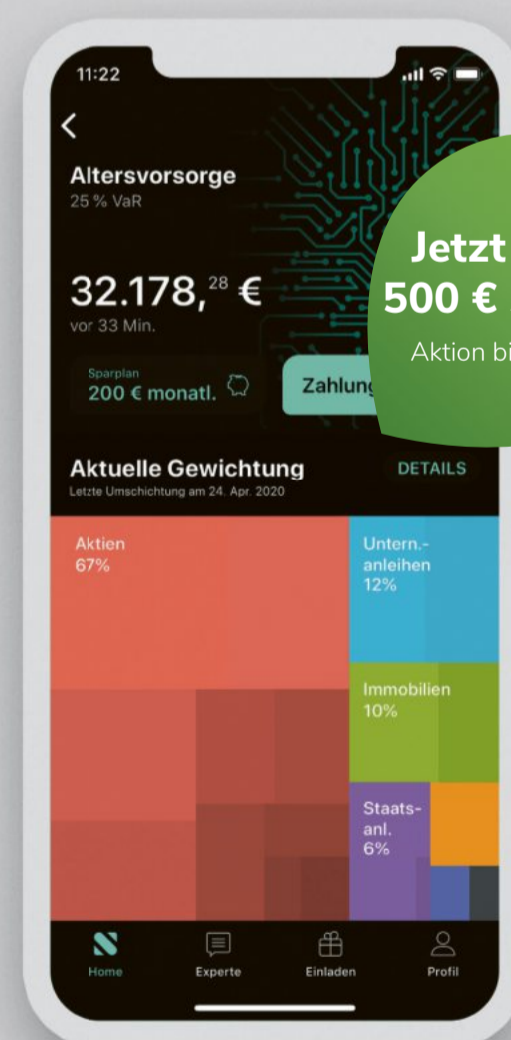 11:22
Altersvorsorge
25 % VaR
Jetzt
500 €
Aktion bi
32.178,28 €
vor 33 Min.
Sparplan
200 € monatl.
Zahlung
Aktuelle Gewichtung
DETAILS
Letzte Umschichtung am 24. Apr. 2020
Aktien
67%
Untern.-
anleihen
12%
Immobilien
10%
Staats-
anl.
6%
Home
Experte
Einladen
Profil